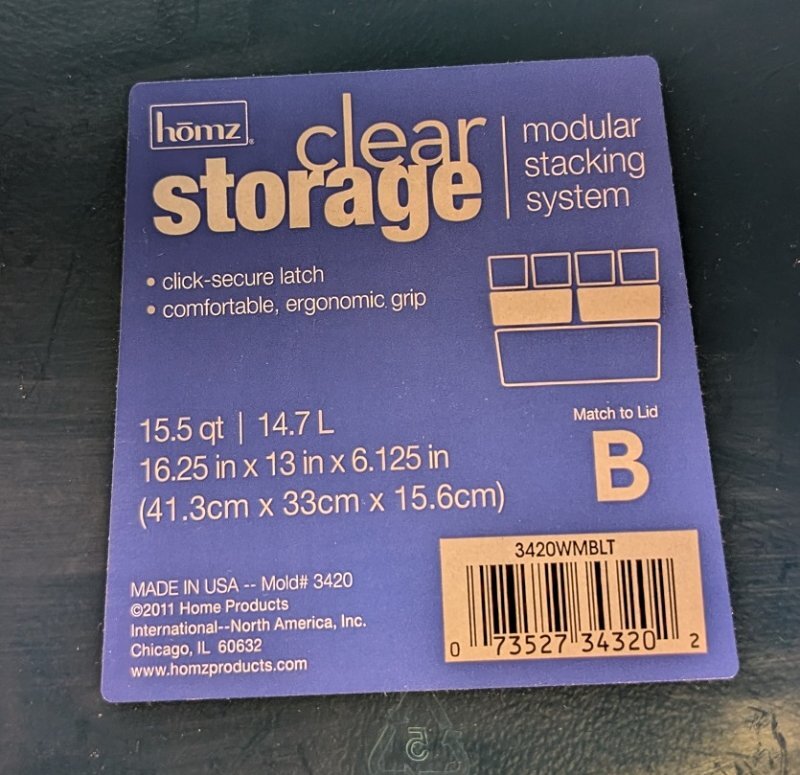 hōmz®
clear
storage
modular
stacking
system
• click-secure latch
• comfortable, ergonomic grip
15.5 qt | 14.7 L
16.25 in x 13 in x 6.125 in
(41.3cm x 33cm x 15.6cm)
Match to Lid
B
MADE IN USA -- Mold# 3420
©2011 Home Products
International--North America, Inc.
Chicago, IL 60632
www.homzproducts.com
3420WMBLT
0 73527 34320 2
5